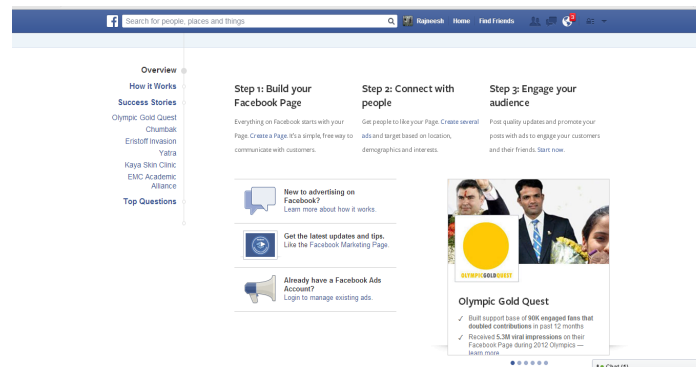 Search for people, places and things
Rajneesh Home Find Friends
3
Overview
How it Works
Success Stories
Olympic Gold Quest
Chumbak
Eristoff Invasion
Yatra
Kaya Skin Clinic
EMC Academic
Alliance
Top Questions
Step 1: Build your
Facebook Page
Everything on Facebook starts with your
Page. Create a Page. It's a simple, free way to
communicate with customers.
Step 2: Connect with
people
Get people to like your Page. Create several
ads and target based on location,
demographics and interests.
Step 3: Engage your
audience
Post quality updates and promote your
posts with ads to engage your customers
and their friends. Start now.
New to advertising on
Facebook?
Learn more about how it works.
Get the latest updates and tips.
Like the Facebook Marketing Page.
Already have a Facebook Ads
Account?
Login to manage existing ads.
OLYMPICGOLDQUEST
Olympic Gold Quest
✓ Built support base of 90K engaged fans that
doubled contributions in past 12 months
✓ Received 5.3M viral impressions on their
Facebook Page during 2012 Olympics —
learn more
Chat